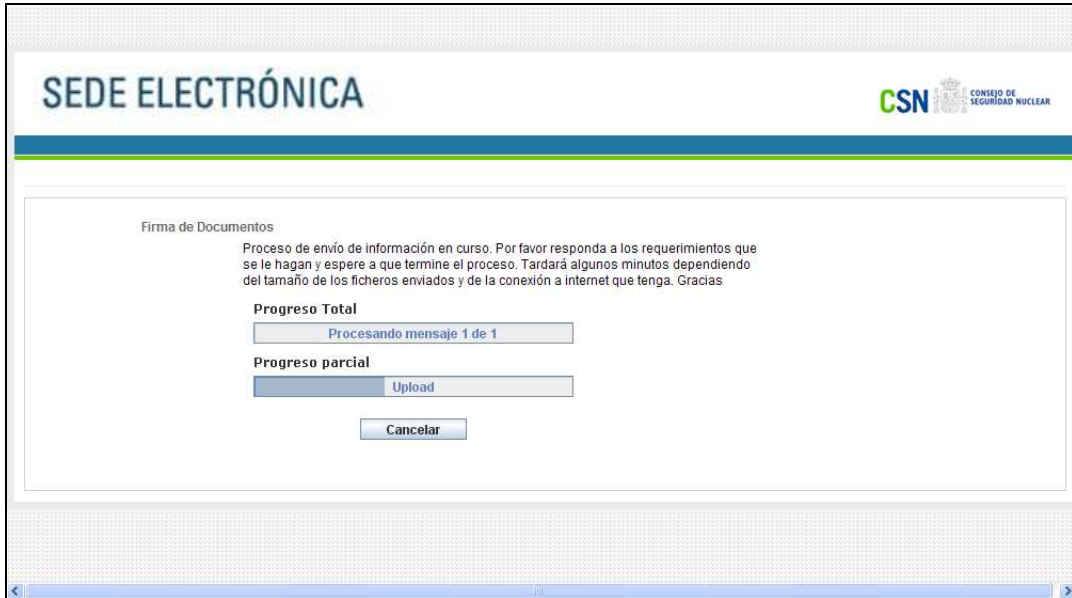 SEDE ELECTRÓNICA
CSN
CONSEJO DE
SEGURIDAD NUCLEAR
Firma de Documentos
Proceso de envío de información en curso. Por favor responda a los requerimientos que
se le hagan y espere a que termine el proceso. Tardará algunos minutos dependiendo
del tamaño de los ficheros enviados y de la conexión a internet que tenga. Gracias
Progreso Total
Procesando mensaje 1 de 1
Progreso parcial
Upload
Cancelar